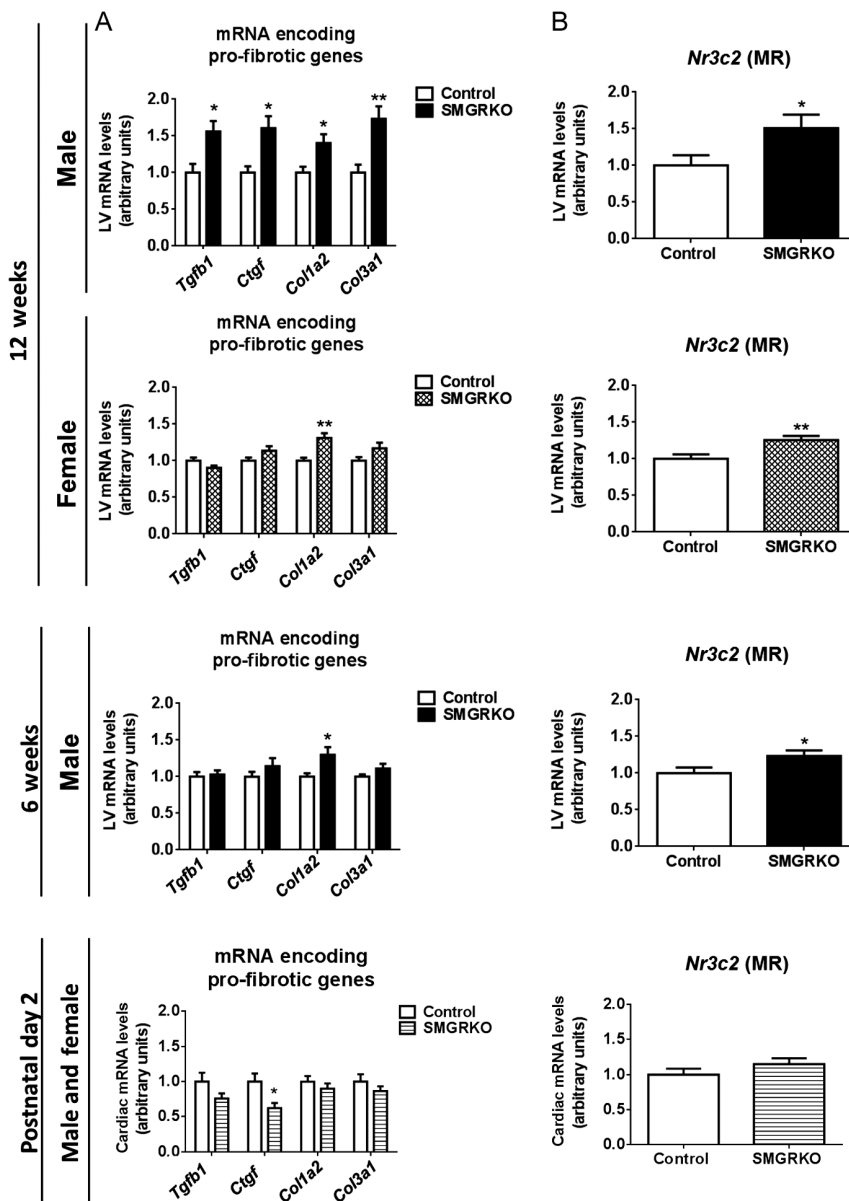 A
B
12 weeks
Male
mRNA encoding
pro-fibrotic genes
Control
SMGRKO
LV mRNA levels
(arbitrary units)
2.0
1.5
1.0
0.5
0.0
*
*
*
**
Tgfb1
Ctgf
Col1a2
Col3a1
Nr3c2 (MR)
LV mRNA levels
(arbitrary units)
2.0
1.5
1.0
0.5
0.0
*
Control
SMGRKO
Female
mRNA encoding
pro-fibrotic genes
Control
SMGRKO
LV mRNA levels
(arbitrary units)
2.0
1.5
1.0
0.5
0.0
**
Tgfb1
Ctgf
Col1a2
Col3a1
Nr3c2 (MR)
LV mRNA levels
(arbitrary units)
2.0
1.5
1.0
0.5
0.0
**
Control
SMGRKO
6 weeks
Male
mRNA encoding
pro-fibrotic genes
Control
SMGRKO
LV mRNA levels
(arbitrary units)
2.0
1.5
1.0
0.5
0.0
*
Tgfb1
Ctgf
Col1a2
Col3a1
Nr3c2 (MR)
LV mRNA levels
(arbitrary units)
2.0
1.5
1.0
0.5
0.0
*
Control
SMGRKO
Postnatal day 2
Male and female
mRNA encoding
pro-fibrotic genes
Control
SMGRKO
Cardiac mRNA levels
(arbitrary units)
2.0
1.5
1.0
0.5
0.0
*
Tgfb1
Ctgf
Col1a2
Col3a1
Nr3c2 (MR)
Cardiac mRNA levels
(arbitrary units)
2.0
1.5
1.0
0.5
0.0
Control
SMGRKO